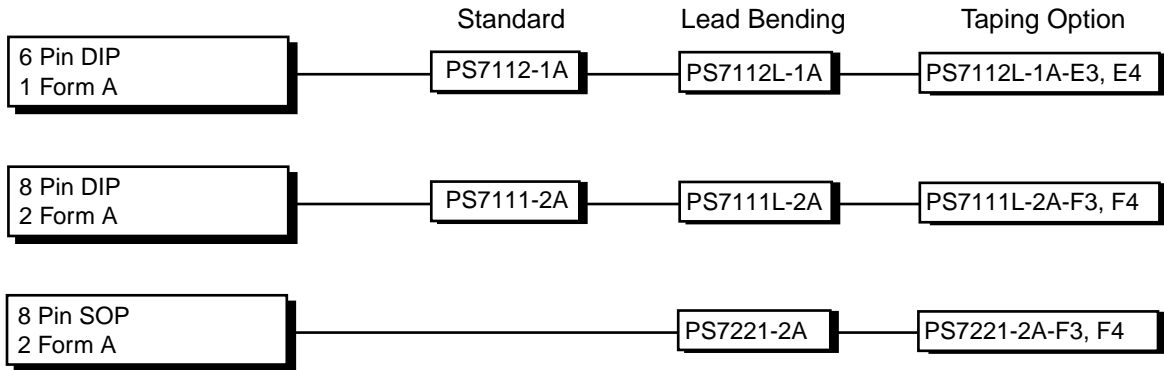 Standard Lead Bending Taping Option
6 Pin DIP
1 Form A
PS7112-1A PS7112L-1A PS7112L-1A-E3, E4
8 Pin DIP
2 Form A
PS7111-2A PS7111L-2A PS7111L-2A-F3, F4
8 Pin SOP
2 Form A
PS7221-2A PS7221-2A-F3, F4